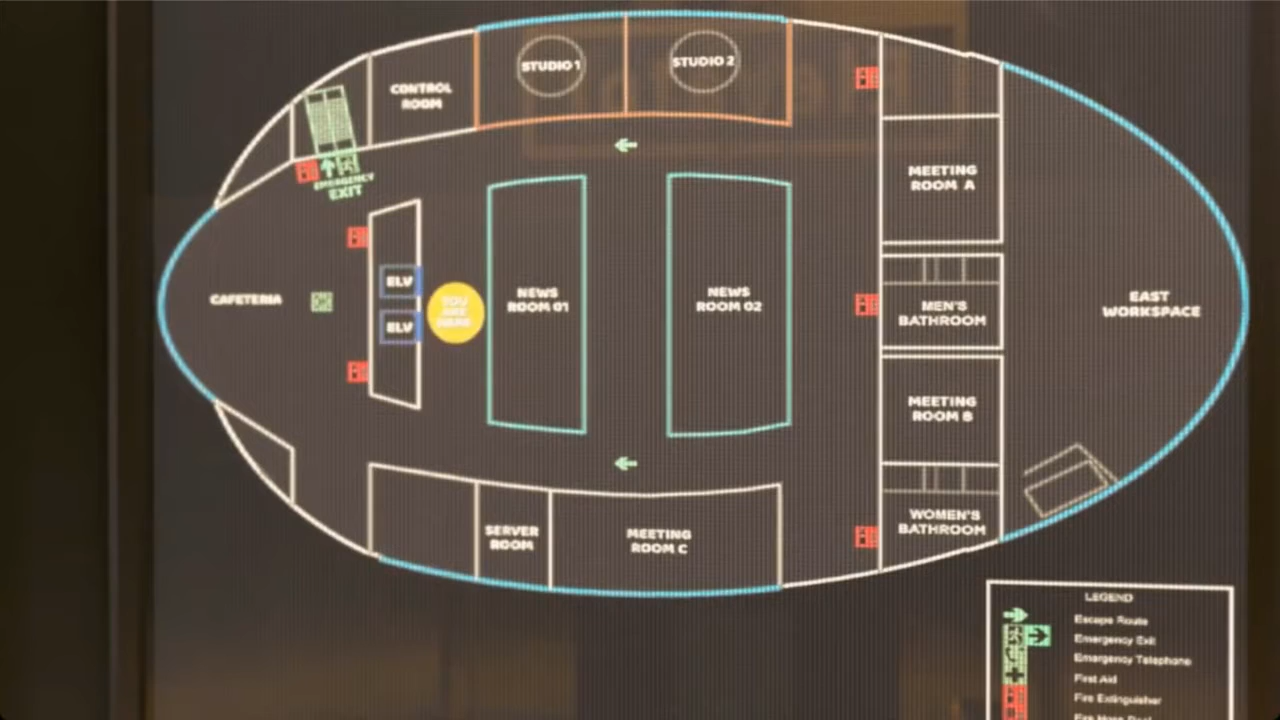 STUDIO 1
STUDIO 2
CONTROL
ROOM
EMERGENCY
EXIT
MEETING
ROOM A
ELV
ELV
YOU
ARE
HERE
NEWS
ROOM 01
NEWS
ROOM 02
CAFETERIA
MEN'S
BATHROOM
EAST
WORKSPACE
MEETING
ROOM B
SERVER
ROOM
MEETING
ROOM C
WOMEN'S
BATHROOM
LEGEND
Escape Route
Emergency Exit
Emergency Telephone
First Aid
Fire Extinguisher